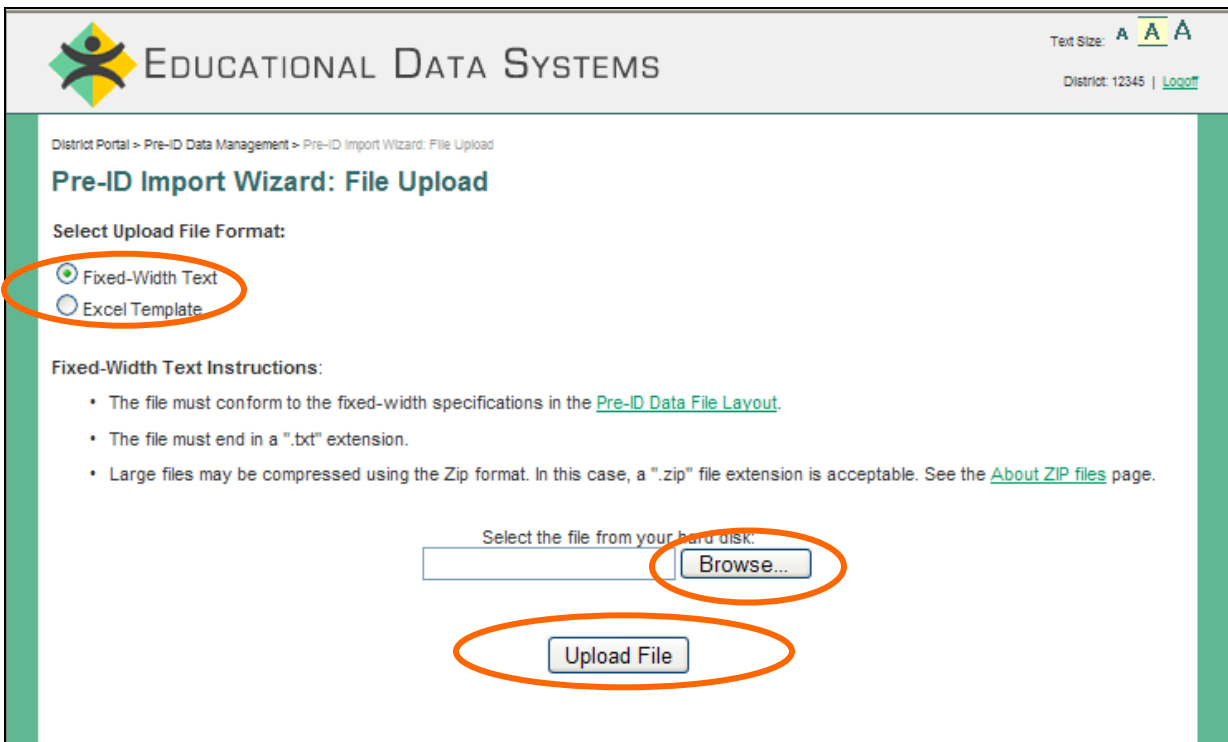 EDUCATIONAL DATA SYSTEMS
Text Size: A A A
District: 12345 | Logoff
District Portal > Pre-ID Data Management > Pre-ID Import Wizard: File Upload
Pre-ID Import Wizard: File Upload
Select Upload File Format:
Fixed-Width Text
Excel Template
Fixed-Width Text Instructions:
• The file must conform to the fixed-width specifications in the Pre-ID Data File Layout.
• The file must end in a ".txt" extension.
• Large files may be compressed using the Zip format. In this case, a ".zip" file extension is acceptable. See the About ZIP files page.
Select the file from your hard disk:
Browse...
Upload File